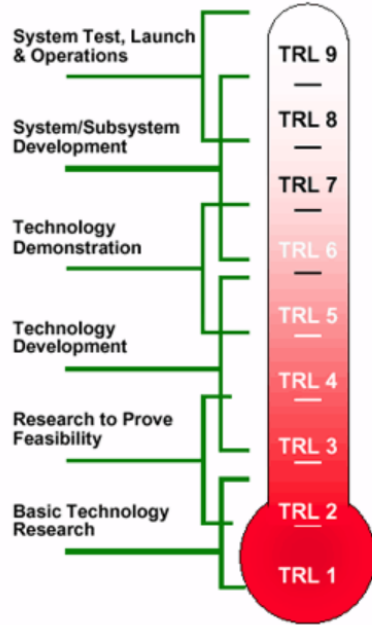 System Test, Launch
& Operations
System/Subsystem
Development
Technology
Demonstration
Technology
Development
Research to Prove
Feasibility
Basic Technology
Research
TRL 9
TRL 8
TRL 7
TRL 6
TRL 5
TRL 4
TRL 3
TRL 2
TRL 1